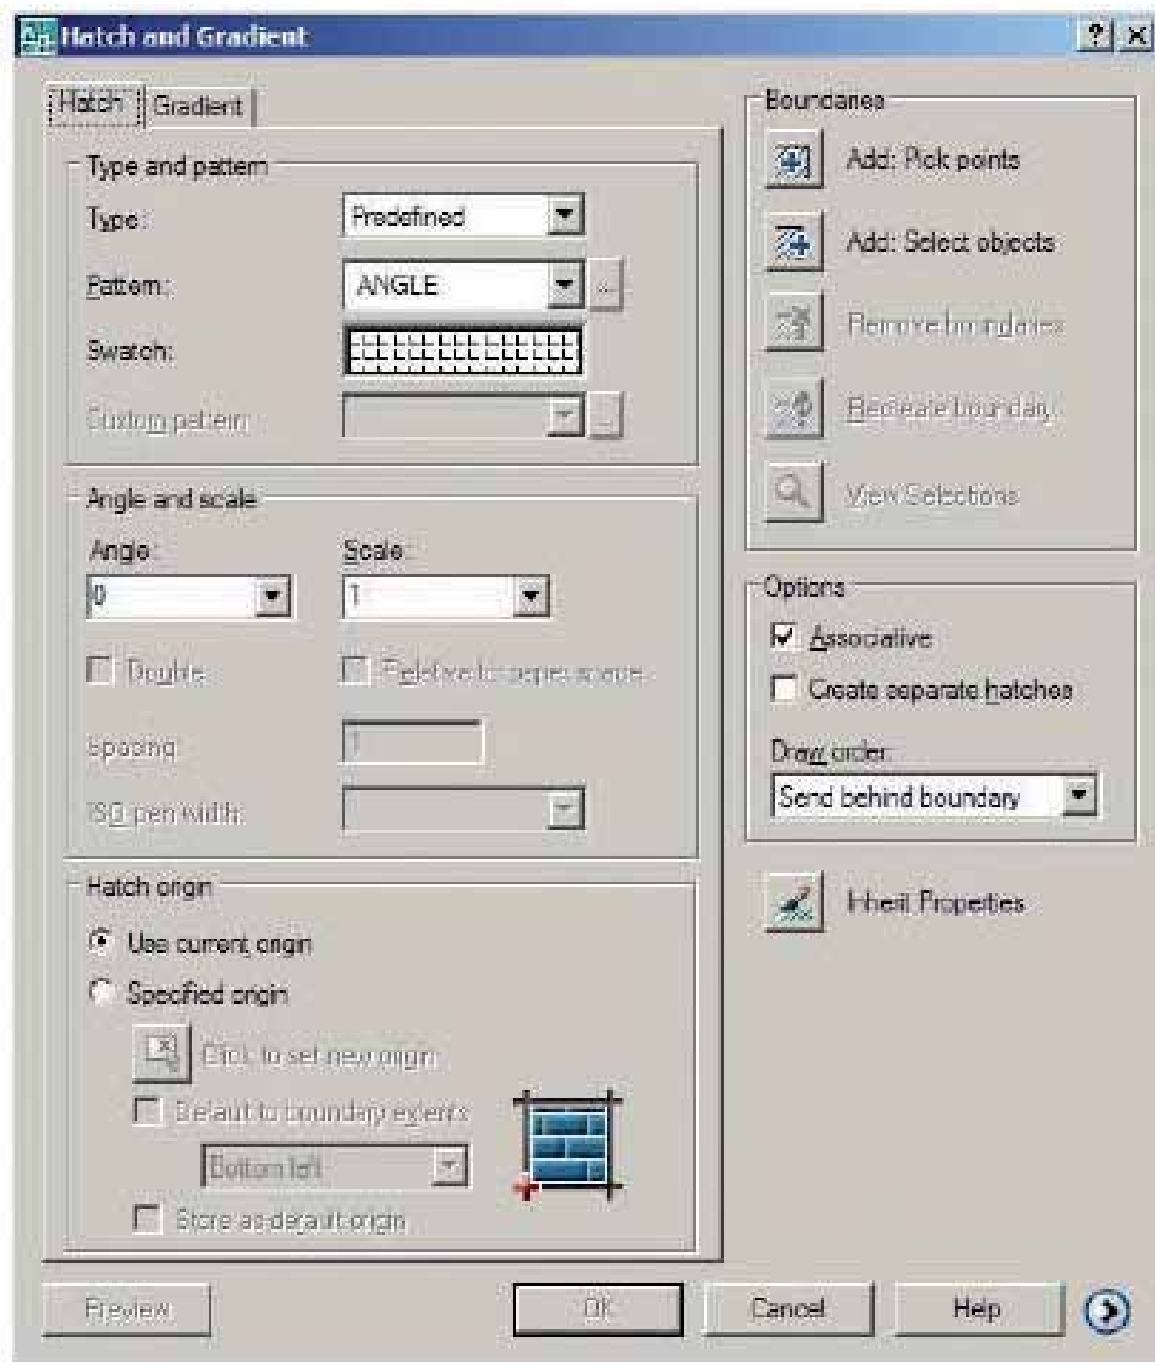 Hatch and Gradient
Hatch
Gradient
Type and pattern
Type:
Predefined
Pattern:
ANGLE
...
Swatch:
Custom pattern:
...
Angle and scale
Angle:
Scale:
0
1
Double
Relative to paper space
Spacing:
1
ISO pen width:
Hatch origin
Use current origin
Specified origin
Click to set new origin
Default to boundary extents
Bottom left
Store as default origin
Boundaries
Add: Pick points
Add: Select objects
Remove boundaries
Recreate boundary
View Selections
Options
Associative
Create separate hatches
Draw order:
Send behind boundary
Inherit Properties
Preview
OK
Cancel
Help